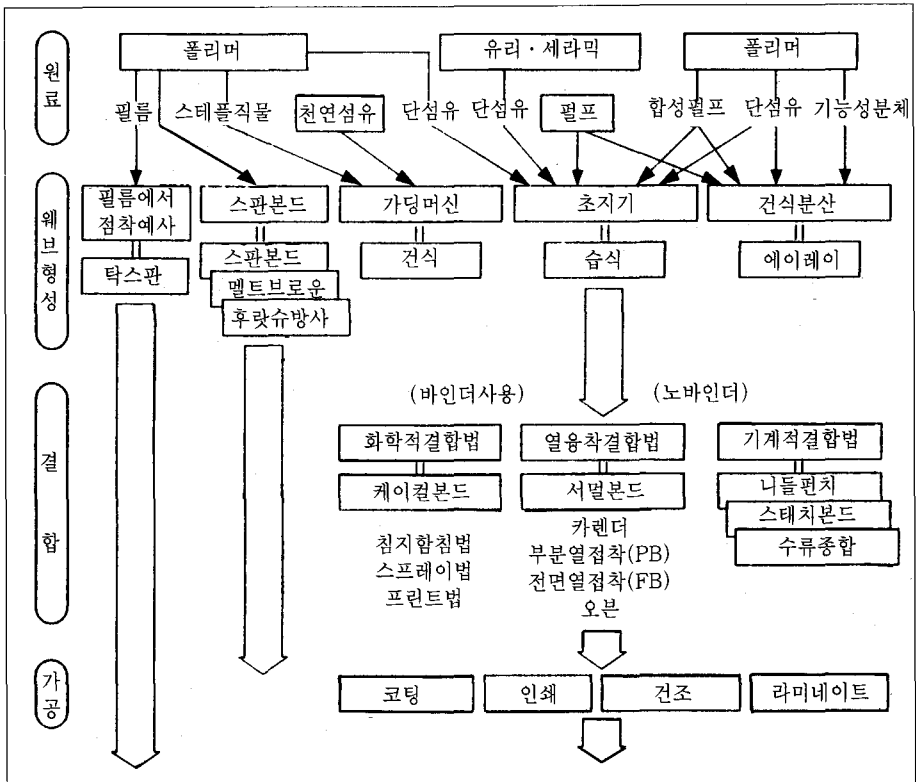 원료
폴리머
유리·세라믹
폴리머
필름
스테플직물
천연섬유
단섬유
단섬유
펄프
합성펄프
단섬유
기능성분체
웨브형성
필름에서
점착예사
스판본드
가딩머신
초지기
건식분산
탁스판
스판본드
멜트브로운
후랏슈방사
건식
습식
에이레이
결합
(바인더사용)
(노바인더)
화학적결합법
열융착결합법
기계적결합법
케이컬본드
서멀본드
니들펀치
스태치본드
수류종합
침지함침법
스프레이법
프린트법
카렌더
부분열접착(PB)
전면열접착(FB)
오븐
가공
코팅
인쇄
건조
라미네이트